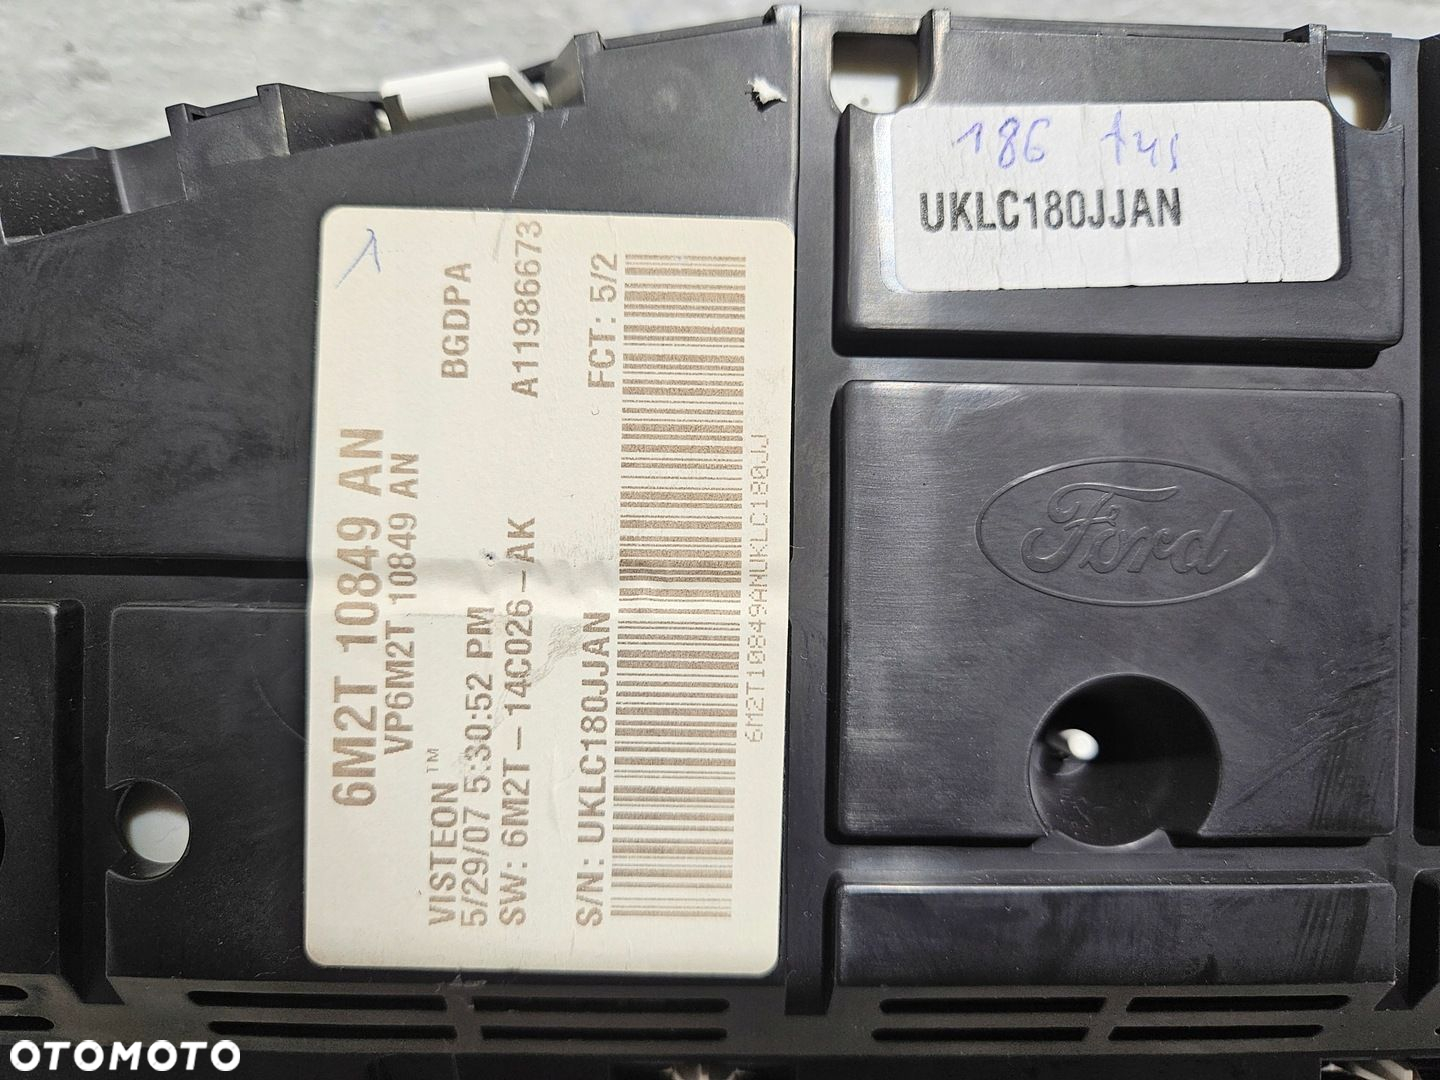 186 tys
UKLC180JJAN
6M2T 10849 AN
VP6M2T 10849 AN
BGDPA
VISTEON™
5/29/07 5:30:52 PM
A11986673
SW: 6M2T-14C026-AK
FCT: 5/2
S/N: UKLC180JJAN
6M2T10849ANUKLC180JJ
Ford
OTOMOTO